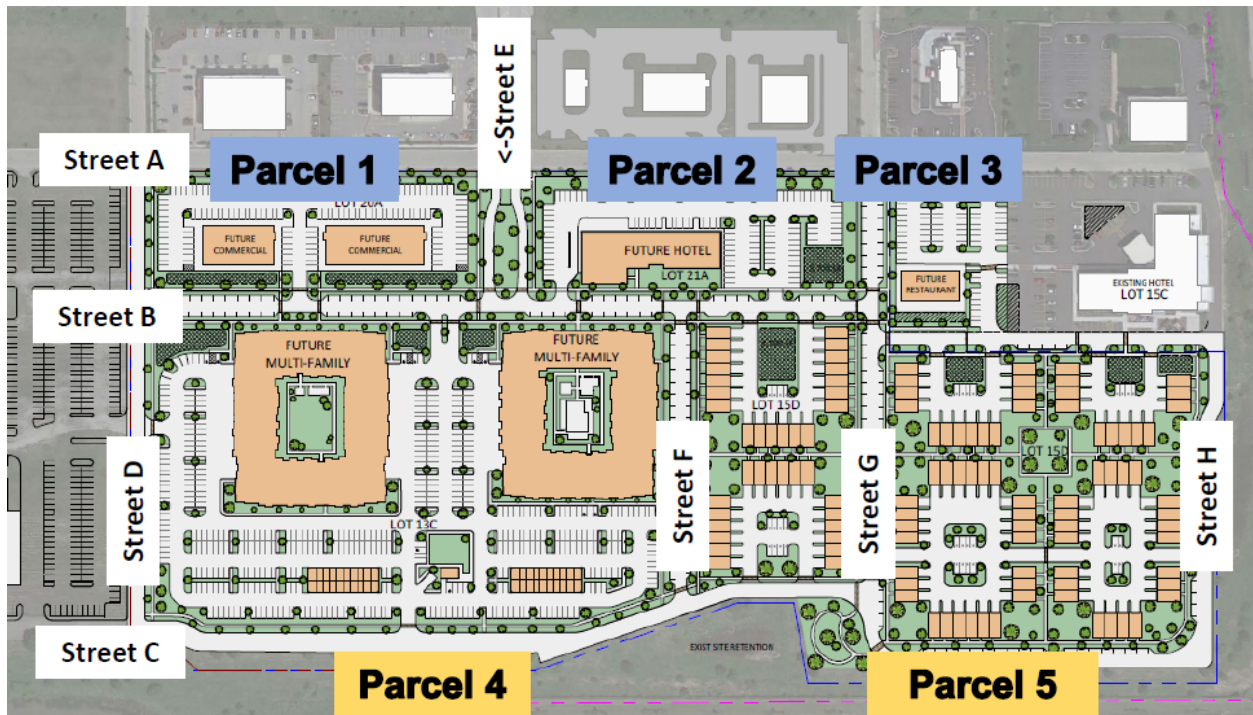 <-Street E
Street A
Parcel 1
Parcel 2
Parcel 3
LOT 20A
FUTURE
COMMERCIAL
FUTURE
COMMERCIAL
FUTURE HOTEL
LOT 21A
FUTURE
RESTAURANT
EXISTING HOTEL
LOT 15C
Street B
FUTURE
MULTI-FAMILY
FUTURE
MULTI-FAMILY
LOT 15D
LOT 15D
Street D
Street F
Street G
Street H
LOT 13C
Street C
EXIST SITE RETENTION
Parcel 4
Parcel 5